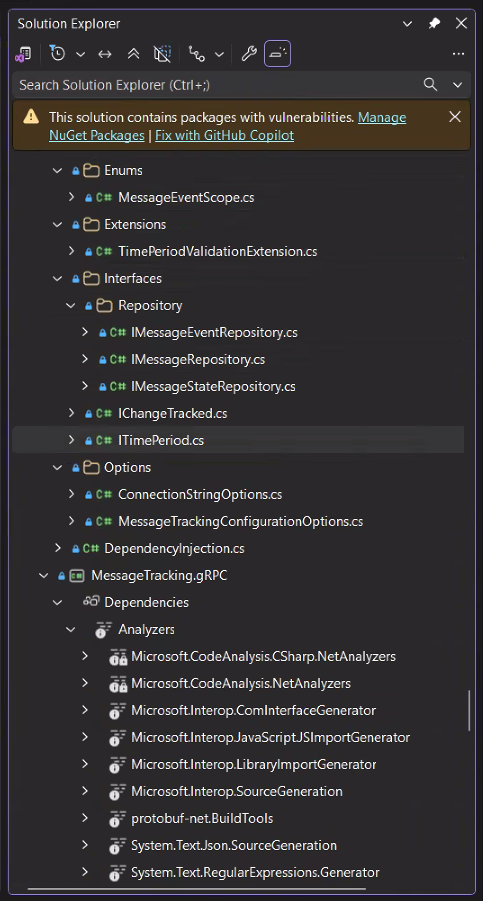 Solution Explorer
Search Solution Explorer (Ctrl+;)
This solution contains packages with vulnerabilities. Manage
NuGet Packages | Fix with GitHub Copilot
Enums
C# MessageEventScope.cs
Extensions
C# TimePeriodValidationExtension.cs
Interfaces
Repository
C# IMessageEventRepository.cs
C# IMessageRepository.cs
C# IMessageStateRepository.cs
C# IChangeTracked.cs
C# ITimePeriod.cs
Options
C# ConnectionStringOptions.cs
C# MessageTrackingConfigurationOptions.cs
C# DependencyInjection.cs
C# MessageTracking.gRPC
Dependencies
Analyzers
Microsoft.CodeAnalysis.CSharp.NetAnalyzers
Microsoft.CodeAnalysis.NetAnalyzers
Microsoft.Interop.ComInterfaceGenerator
Microsoft.Interop.JavaScript.JSImportGenerator
Microsoft.Interop.LibraryImportGenerator
Microsoft.Interop.SourceGeneration
protobuf-net.BuildTools
System.Text.Json.SourceGeneration
System.Text.RegularExpressions.Generator